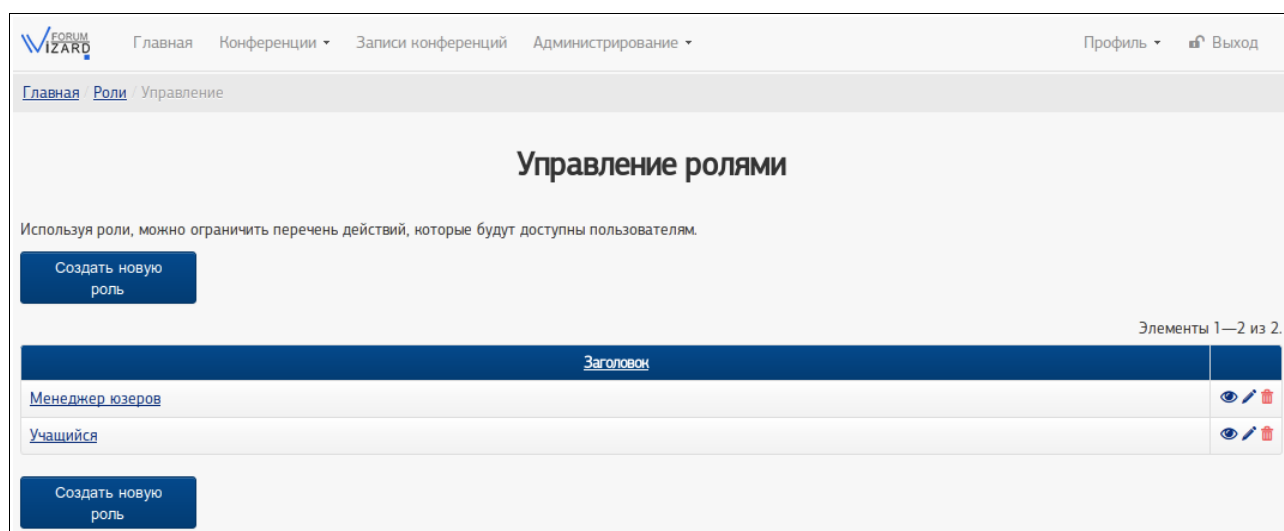 FORUM
WIZARD
Главная Конференции Записи конференций Администрирование Профиль Выход
Главная / Роли / Управление
Управление ролями
Используя роли, можно ограничить перечень действий, которые будут доступны пользователям.
Создать новую
роль
Элементы 1—2 из 2.
Заголовок
Менеджер юзеров
Учащийся
Создать новую
роль